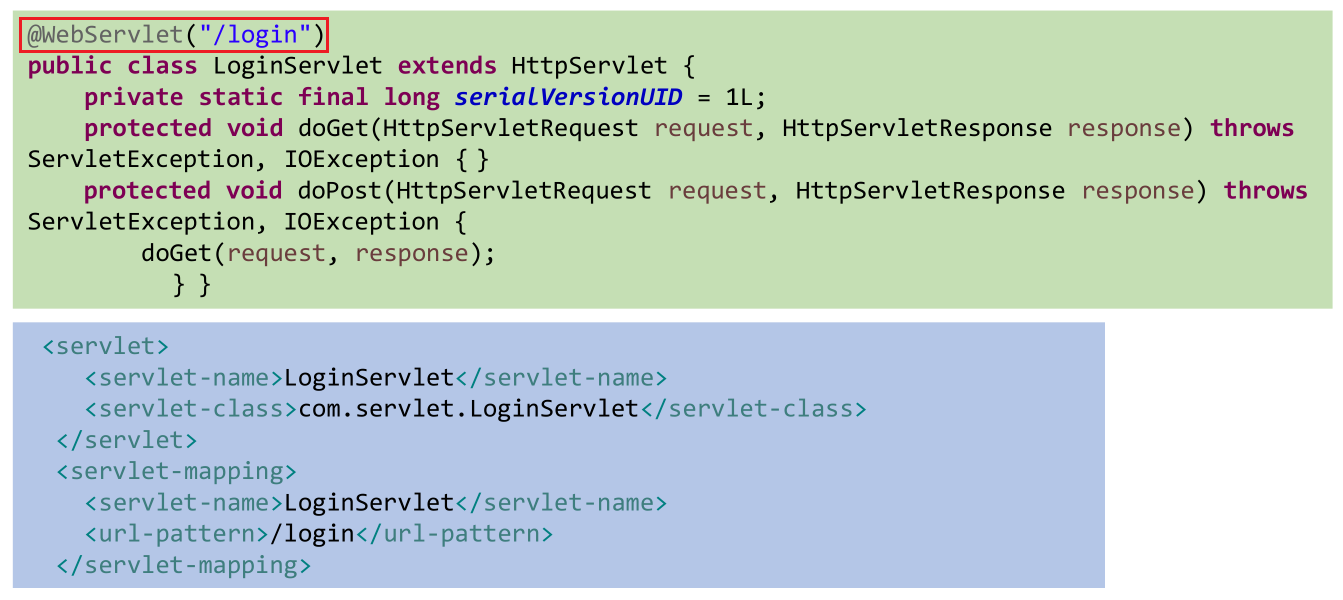 @WebServlet("/login")
public class LoginServlet extends HttpServlet {
private static final long serialVersionUID = 1L;
protected void doGet(HttpServletRequest request, HttpServletResponse response) throws
ServletException, IOException { }
protected void doPost(HttpServletRequest request, HttpServletResponse response) throws
ServletException, IOException {
doGet(request, response);
} }
<servlet>
<servlet-name>LoginServlet</servlet-name>
<servlet-class>com.servlet.LoginServlet</servlet-class>
</servlet>
<servlet-mapping>
<servlet-name>LoginServlet</servlet-name>
<url-pattern>/login</url-pattern>
</servlet-mapping>